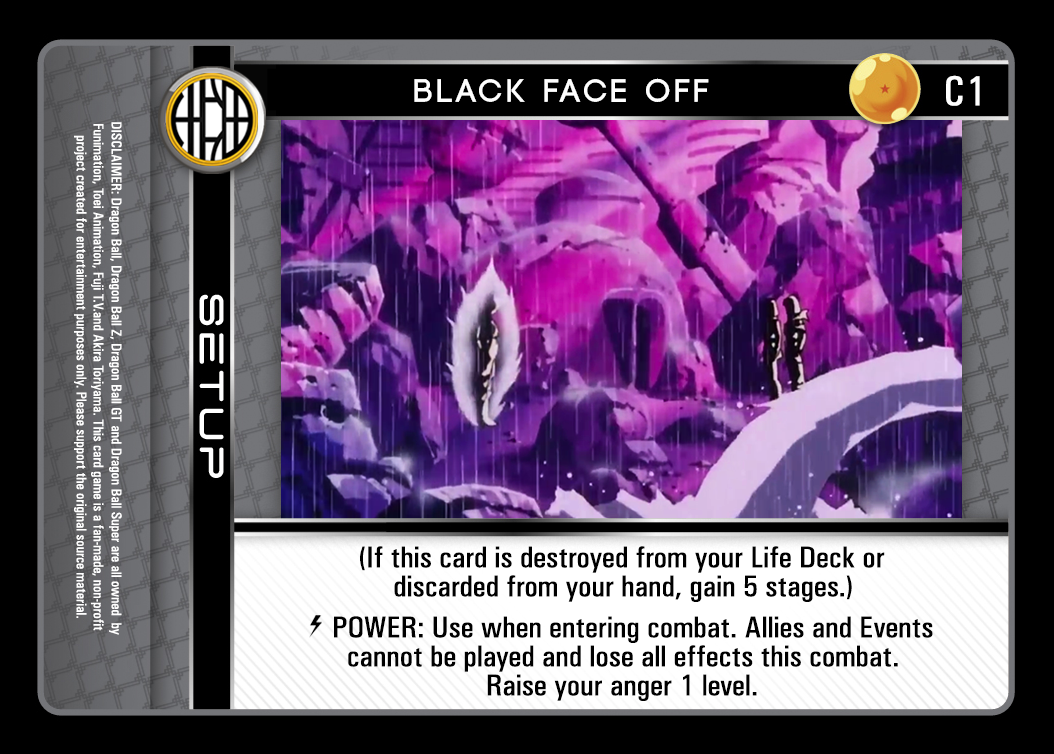 BLACK FACE OFF
C1
SETUP
(If this card is destroyed from your Life Deck or
discarded from your hand, gain 5 stages.)
POWER: Use when entering combat. Allies and Events
cannot be played and lose all effects this combat.
Raise your anger 1 level.
DISCLAIMER: Dragon Ball, Dragon Ball Z, Dragon Ball GT and Dragon Ball Super are all owned by
Funimation, Toei Animation, Fuji T.V.and Akira Toriyama. This card game is a fan-made, non-profit
project created for entertainment purposes only. Please support the original source material.